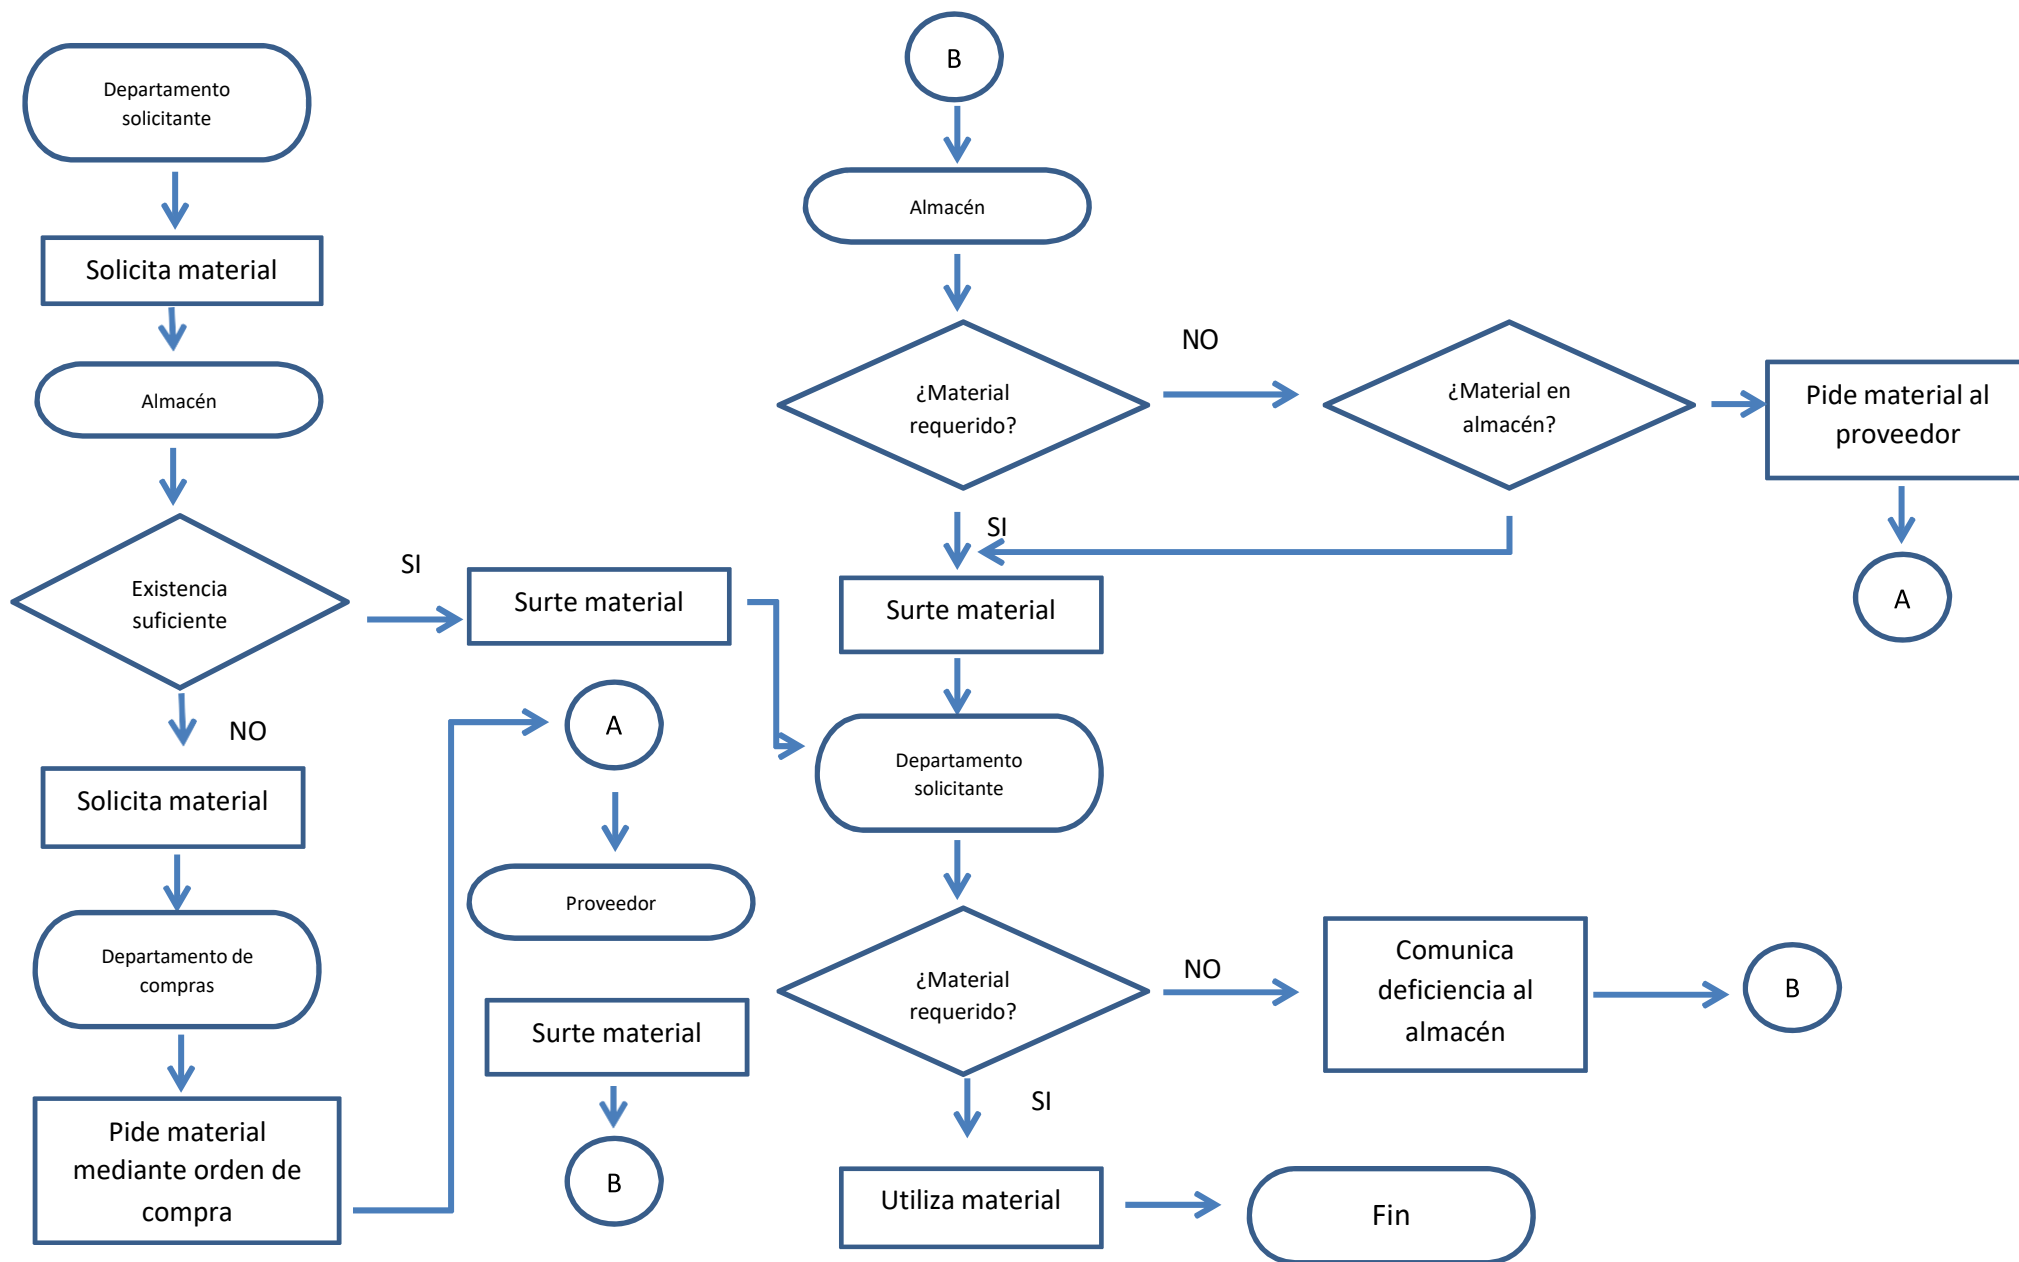 Departamento
solicitante
Solicita material
Almacén
Existencia
suficiente
SI
NO
Solicita material
Departamento de
compras
Pide material
mediante orden de
compra
Surte material
A
Proveedor
Surte material
B
B
Almacén
¿Material
requerido?
NO
SI
¿Material en
almacén?
Pide material al
proveedor
A
Surte material
Departamento
solicitante
¿Material
requerido?
NO
SI
Comunica
deficiencia al
almacén
B
Utiliza material
Fin